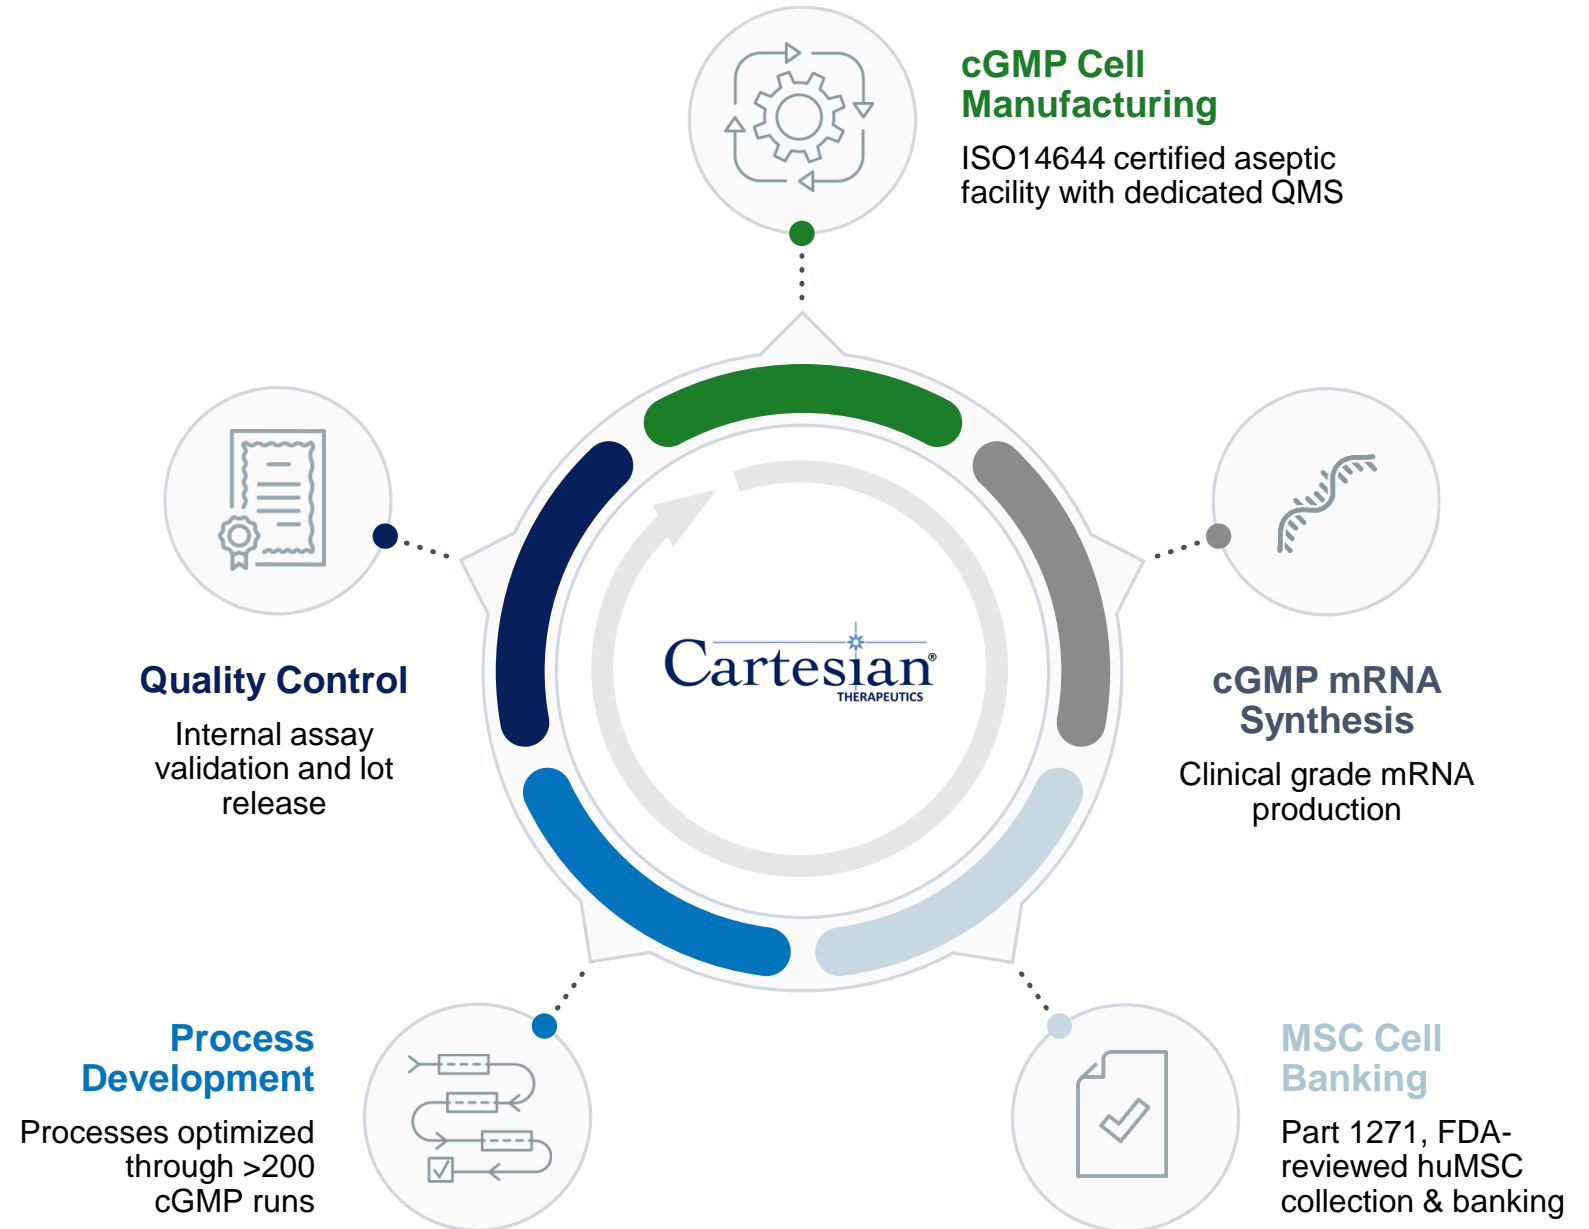 cGMP Cell
Manufacturing
ISO14644 certified aseptic
facility with dedicated QMS
Cartesian®
THERAPEUTICS
Quality Control
Internal assay
validation and lot
release
cGMP mRNA
Synthesis
Clinical grade mRNA
production
Process
Development
Processes optimized
through >200
cGMP runs
MSC Cell
Banking
Part 1271, FDA-
reviewed huMSC
collection & banking